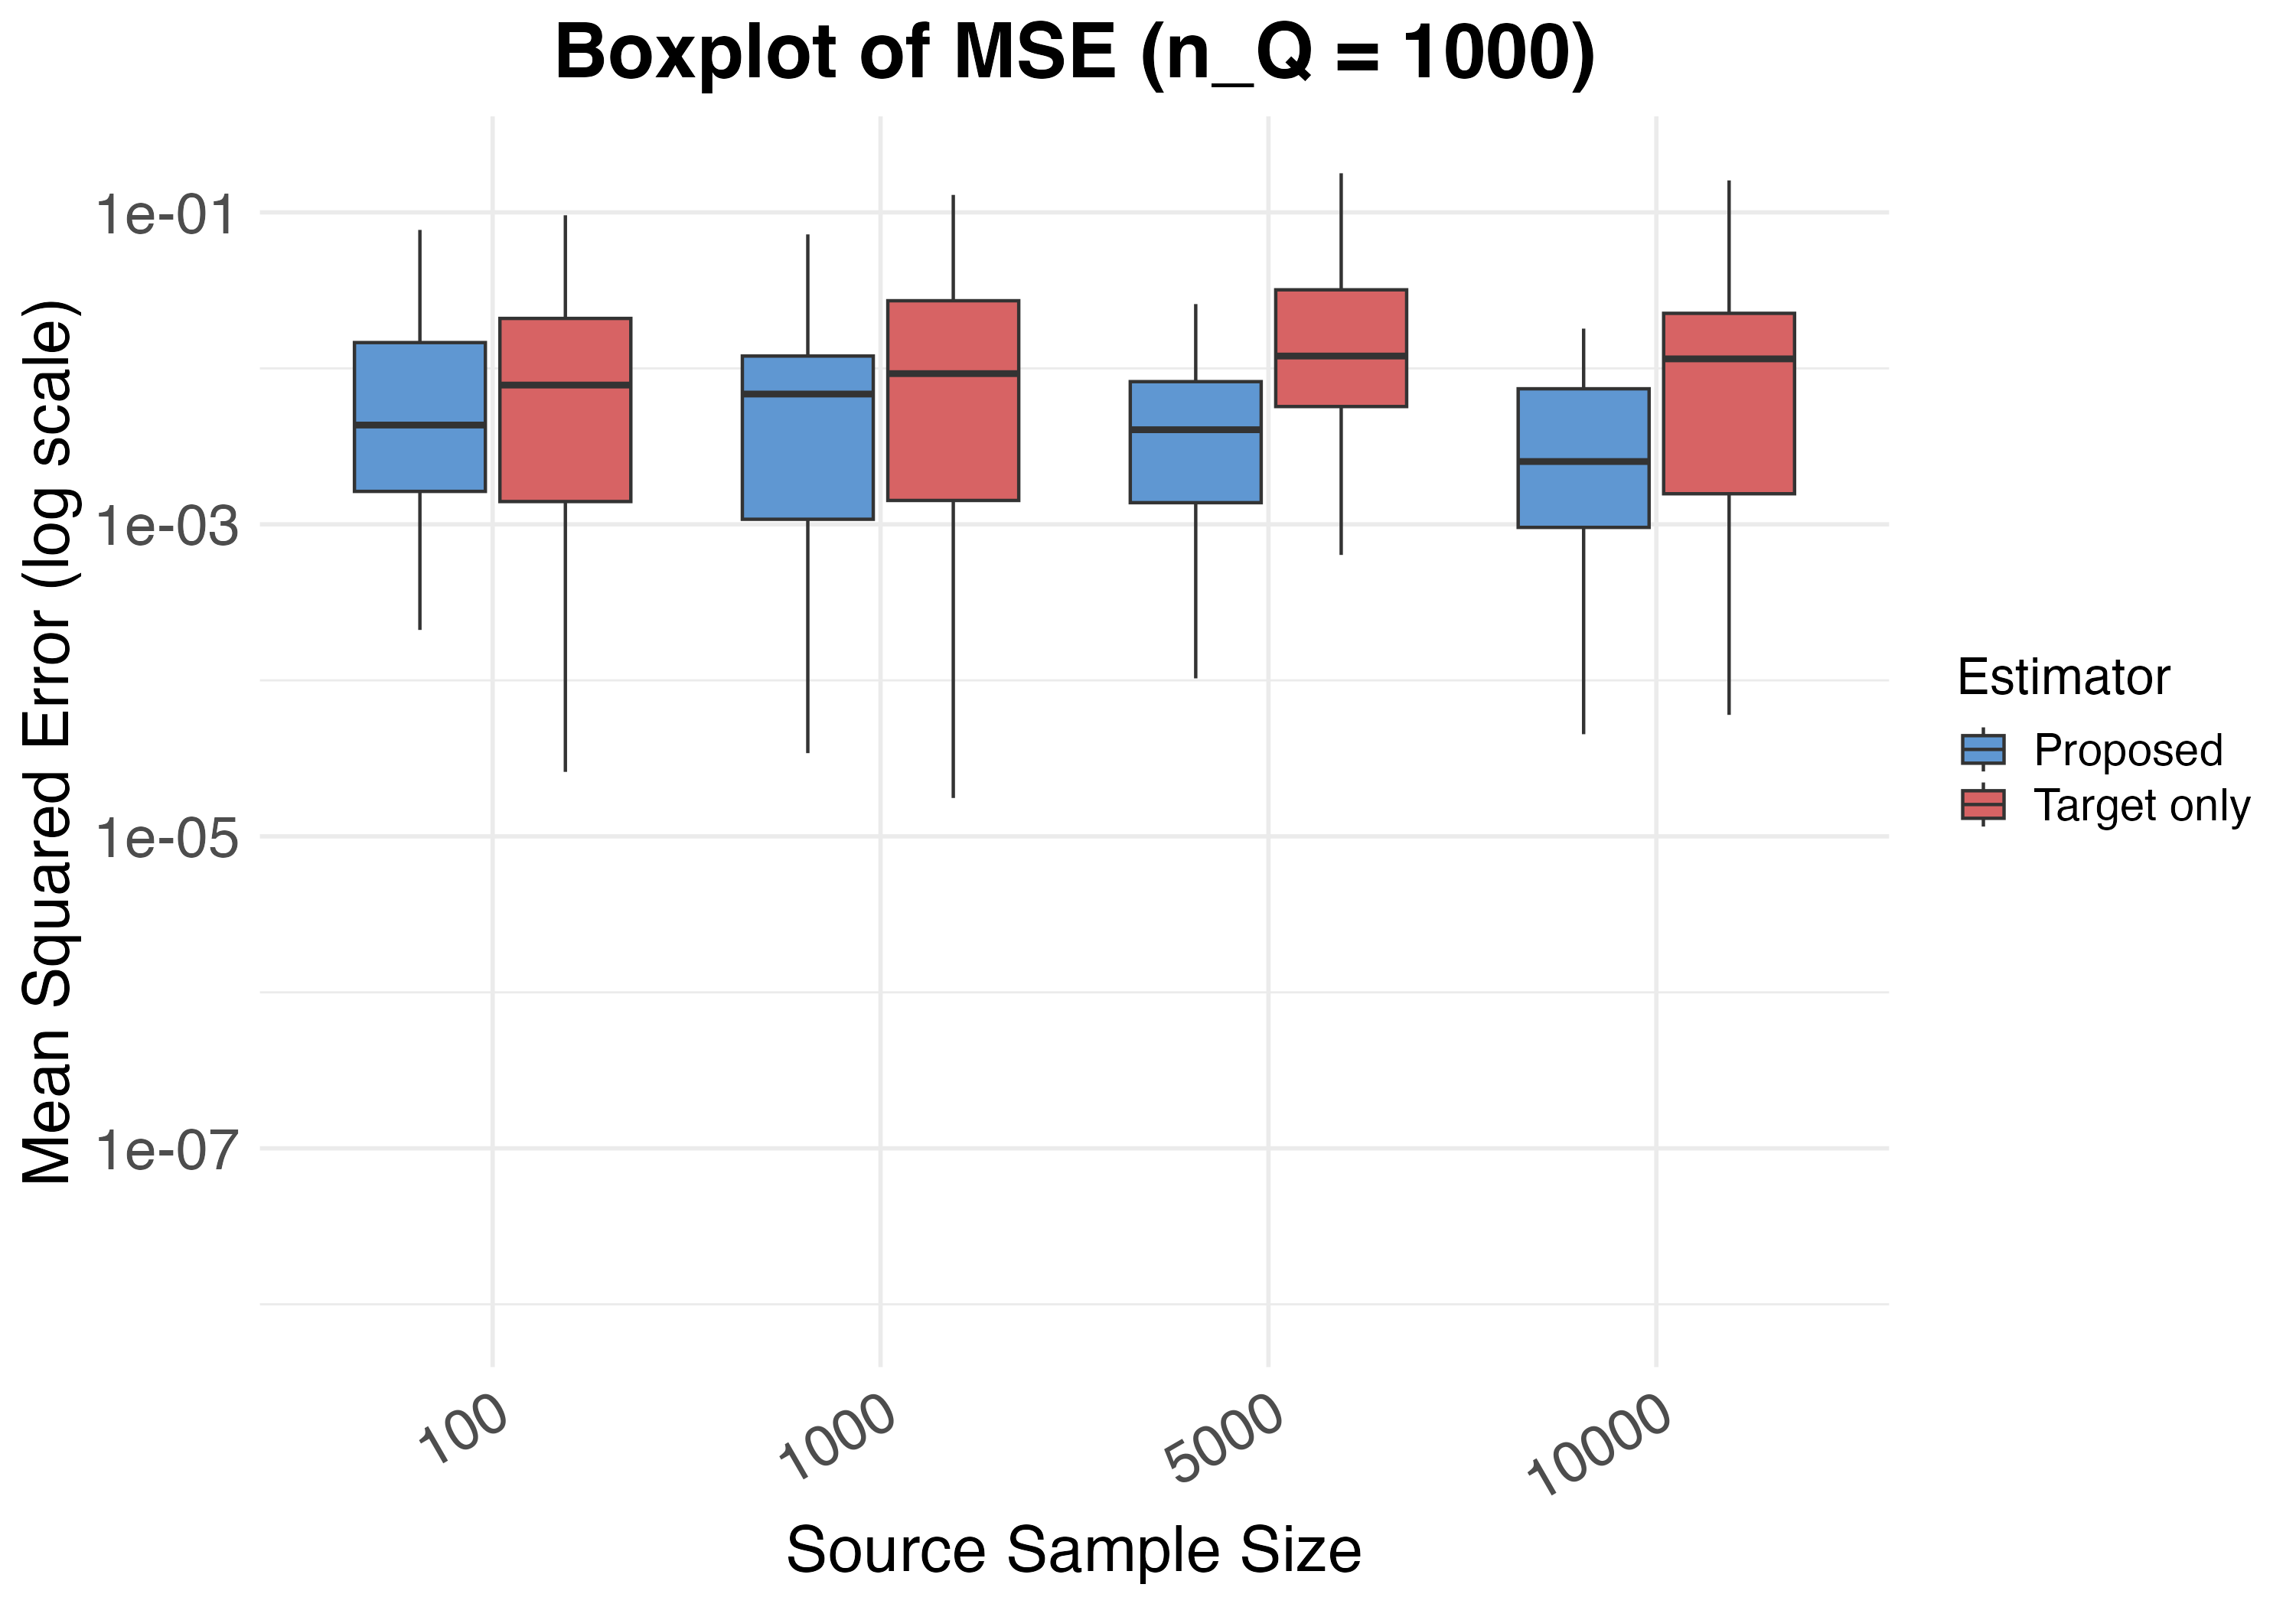 Boxplot of MSE (n_Q = 1000)
Mean Squared Error (log scale)
1e-01
1e-03
1e-05
1e-07
100
1000
5000
10000
Source Sample Size
Estimator
Proposed
Target only